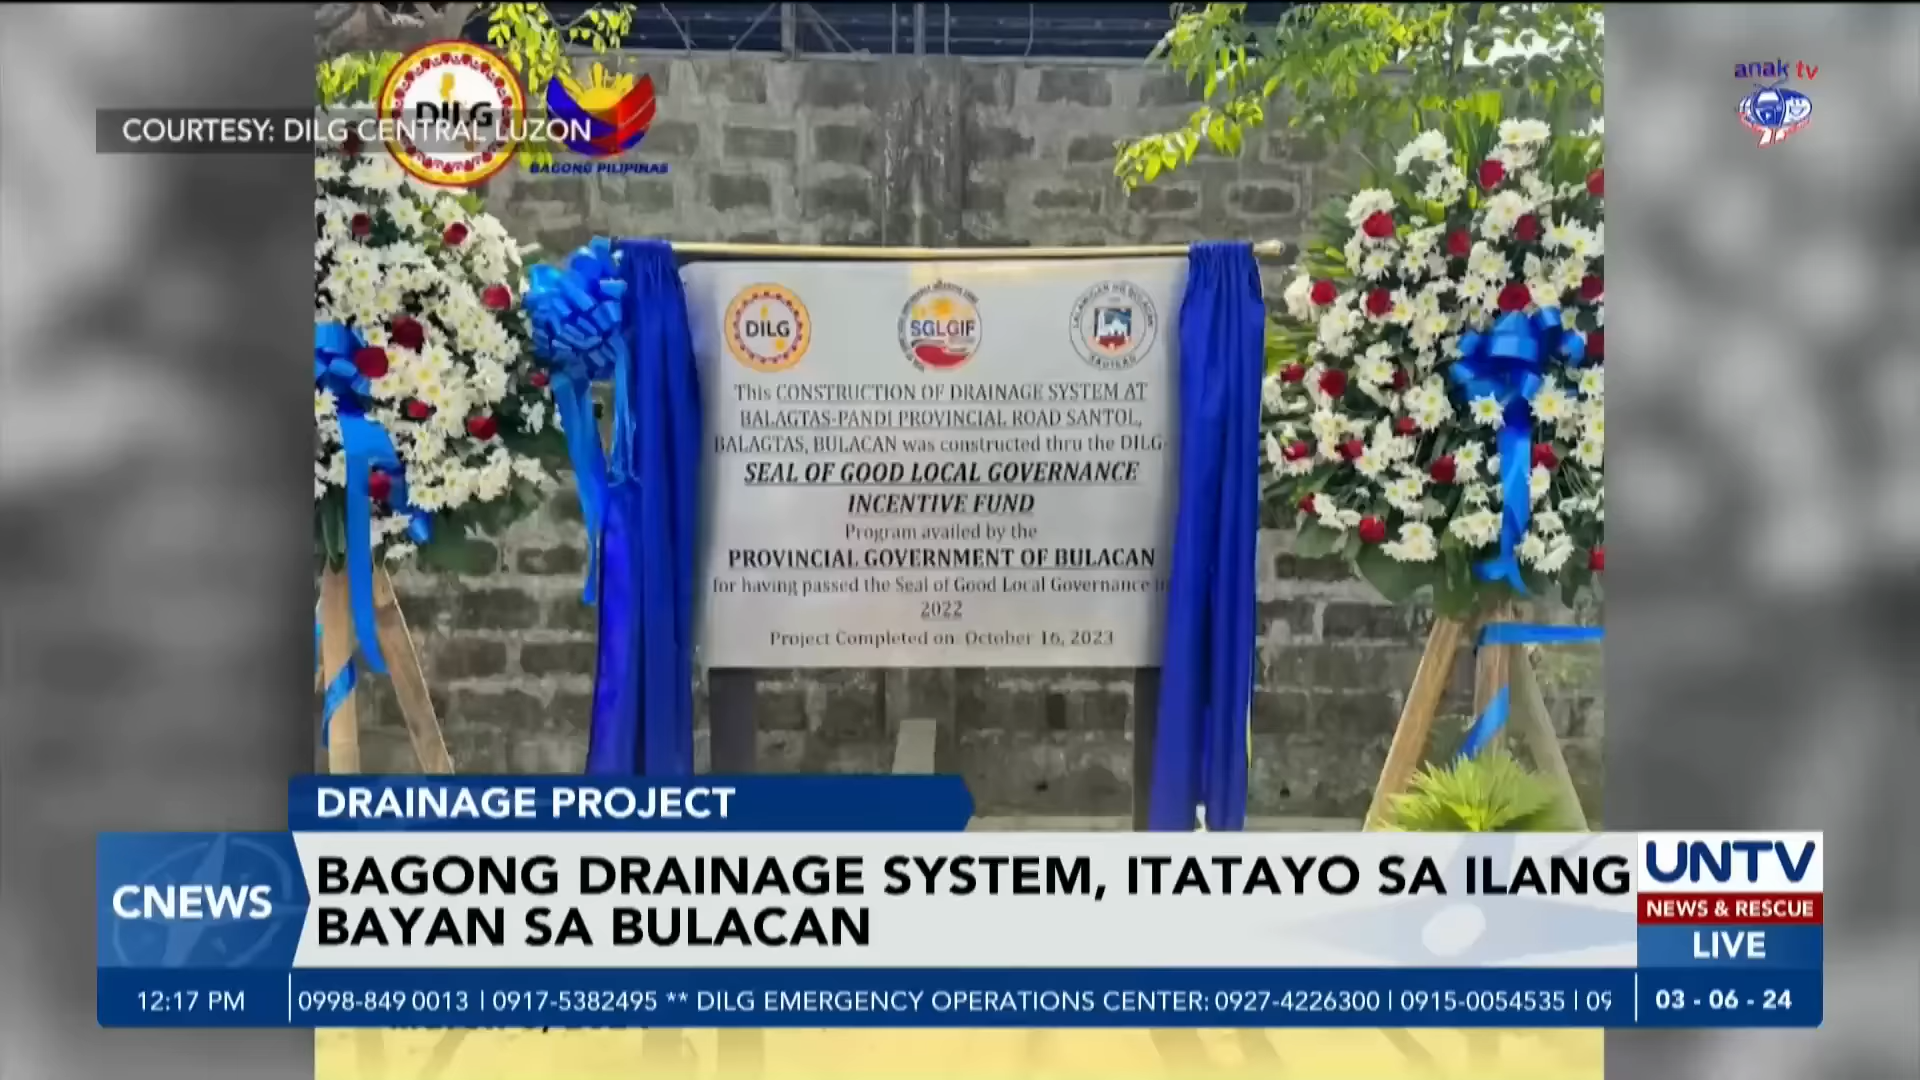 anak tv
DILG
COURTESY: DILG CENTRAL LUZON
BAGONG PILIPINAS
DILG
SGLGIF
LALAWIGAN NG BULACAN
This CONSTRUCTION OF DRAINAGE SYSTEM AT
BALAGTAS-PANDI PROVINCIAL ROAD SANTOL,
BALAGTAS, BULACAN was constructed thru the DILG-
SEAL OF GOOD LOCAL GOVERNANCE
INCENTIVE FUND
Program availed by the
PROVINCIAL GOVERNMENT OF BULACAN
for having passed the Seal of Good Local Governance
2022
Project Completed on: October 16, 2023
DRAINAGE PROJECT
CNEWS
BAGONG DRAINAGE SYSTEM, ITATAYO SA ILANG
BAYAN SA BULACAN
UNTV
NEWS & RESCUE
LIVE
12:17 PM
0998-849 0013 | 0917-5382495 ** DILG EMERGENCY OPERATIONS CENTER: 0927-4226300 | 0915-0054535 | 09
03 - 06 - 24